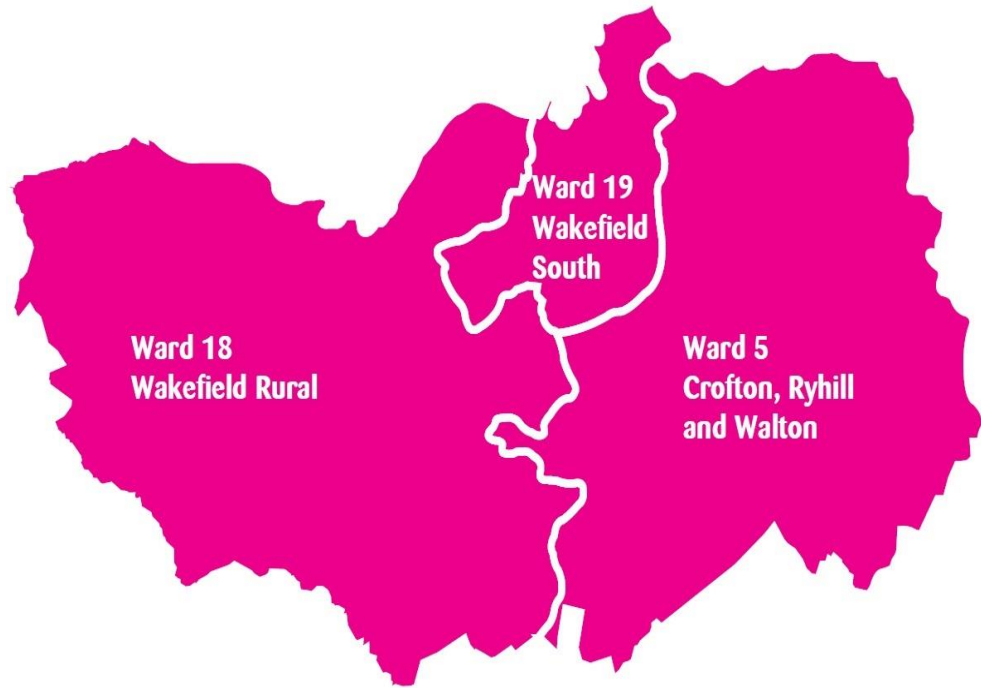 Ward 19
Wakefield
South
Ward 18
Wakefield Rural
Ward 5
Crofton, Ryhill
and Walton